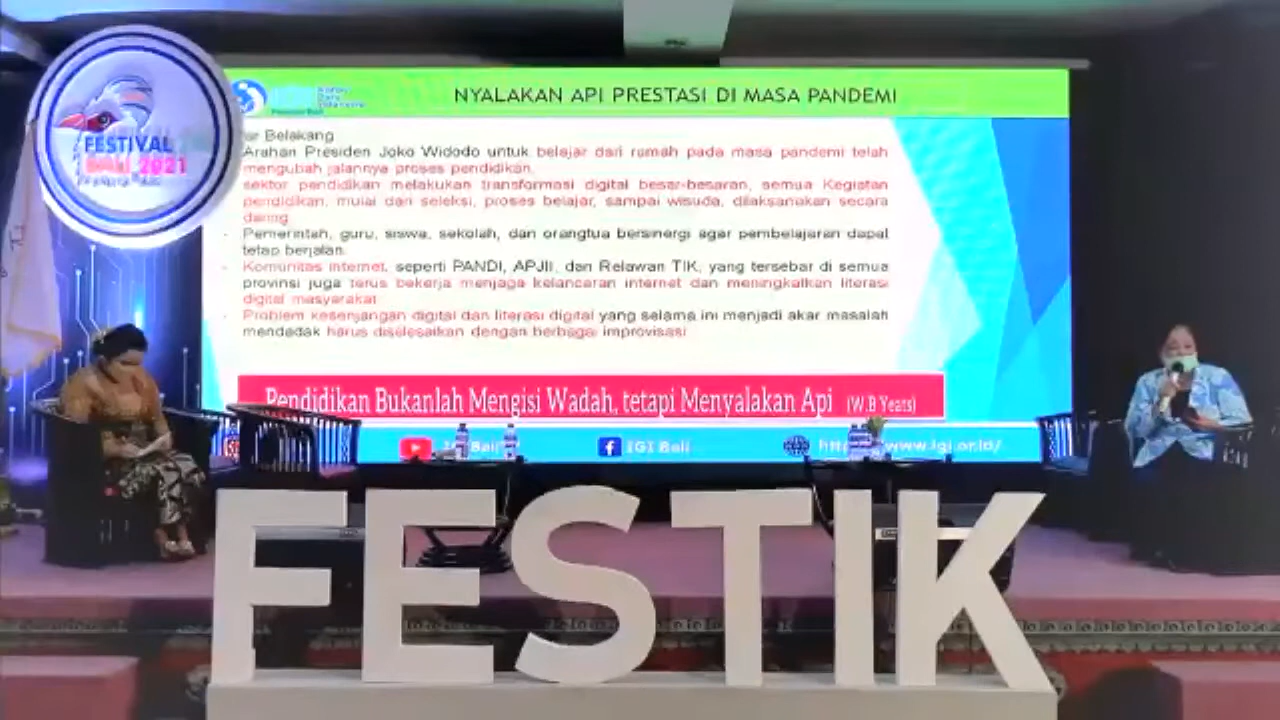 FESTIVAL
BALI 2021
NYALAKAN API PRESTASI DI MASA PANDEMI
ar Belakang
Arahan Presiden Joko Widodo untuk belajar dari rumah pada masa pandemi telah
mengubah jalannya proses pendidikan.
sektor pendidikan melakukan transformasi digital besar-besaran, semua Kegiatan
pendidikan, mulai dari seleksi, proses belajar, sampai wisuda, dilaksanakan secara
daring.
- Pemerintah, guru, siswa, sekolah, dan orangtua bersinergi agar pembelajaran dapat
tetap berjalan.
- Komunitas internet, seperti PANDI, APJII, dan Relawan TIK, yang tersebar di semua
provinsi juga terus bekerja menjaga kelancaran internet dan meningkatkan literasi
digital masyarakat
- Problem kesenjangan digital dan literasi digital yang selama ini menjadi akar masalah
mendadak harus diselesaikan dengan berbagai improvisasi
Pendidikan Bukanlah Mengisi Wadah, tetapi Menyalakan Api (W.B Yeats)
IGI Bali
IGI Bali
www.igi.or.id/
FESTIK